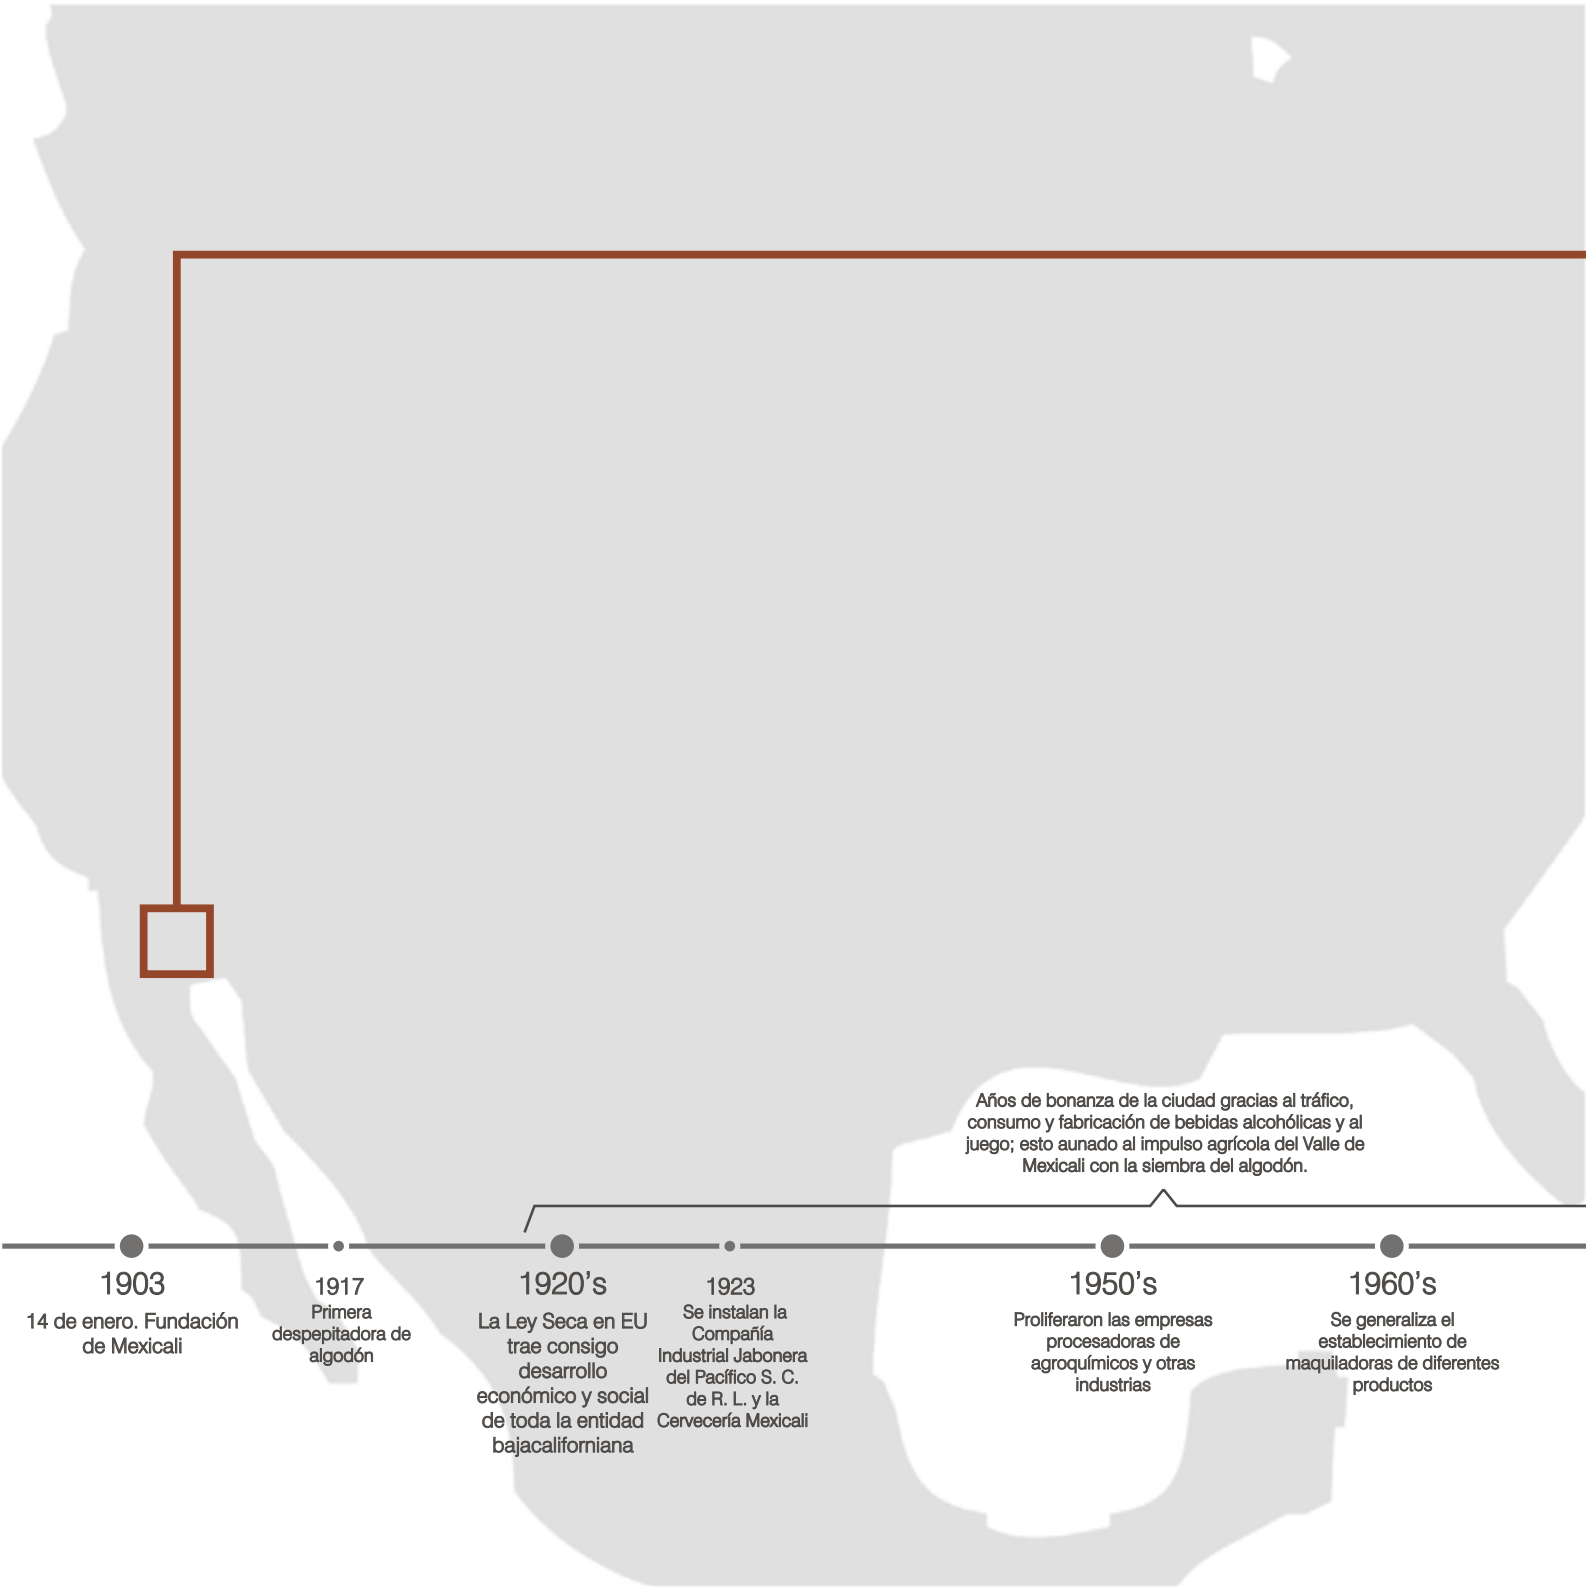 Años de bonanza de la ciudad gracias al tráfico,
consumo y fabricación de bebidas alcohólicas y al
juego; esto aunado al impulso agrícola del Valle de
Mexicali con la siembra del algodón.
1903
14 de enero. Fundación
de Mexicali
1917
Primera
despepitadora de
algodón
1920’s
La Ley Seca en EU
trae consigo
desarrollo
económico y social
de toda la entidad
bajacaliforniana
1923
Se instalan la
Compañía
Industrial Jabonera
del Pacífico S. C.
de R. L. y la
Cervecería Mexicali
1950’s
Proliferaron las empresas
procesadoras de
agroquímicos y otras
industrias
1960’s
Se generaliza el
establecimiento de
maquiladoras de diferentes
productos